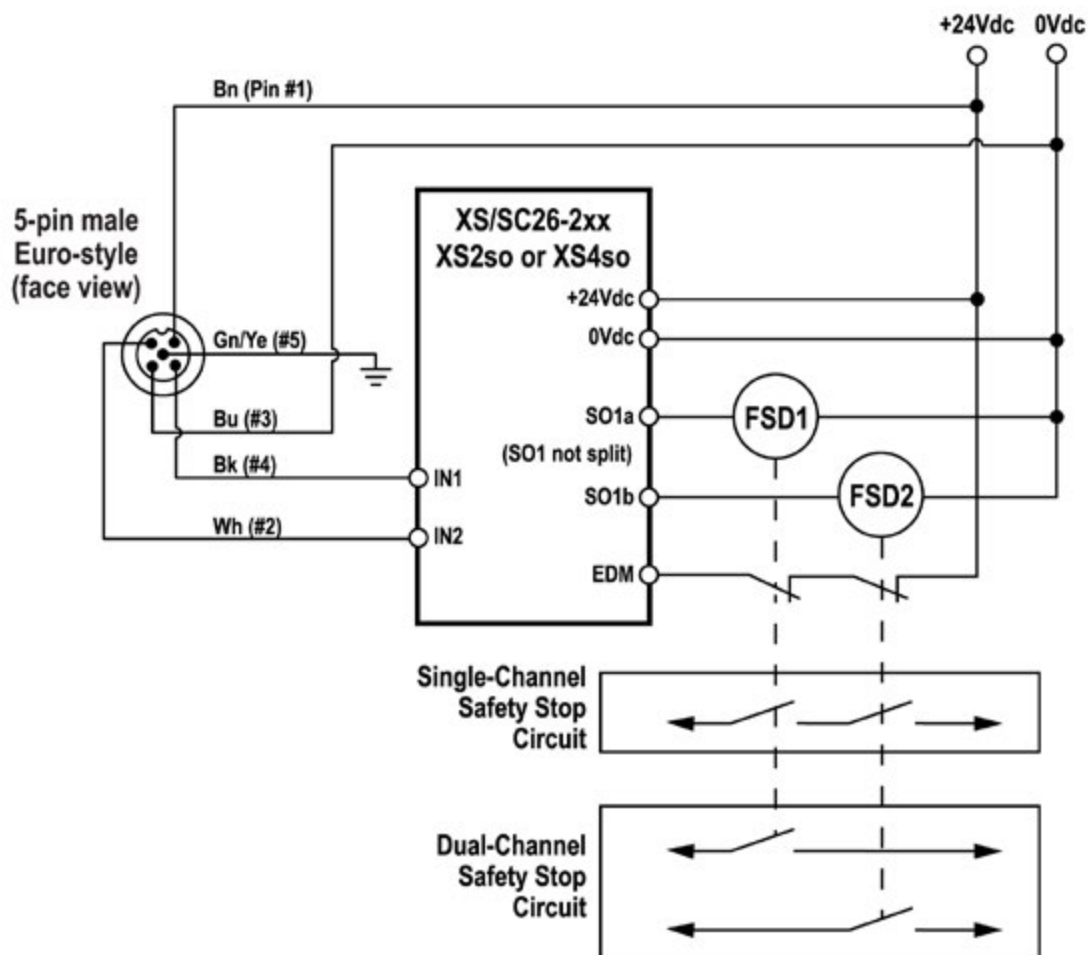 +24Vdc 0Vdc
Bn (Pin #1)
5-pin male
Euro-style
(face view)
XS/SC26-2xx
XS2so or XS4so
+24Vdc
0Vdc
Gn/Ye (#5)
Bu (#3)
SO1a
FSD1
(SO1 not split)
Bk (#4)
IN1
SO1b
FSD2
Wh (#2)
IN2
EDM
Single-Channel
Safety Stop
Circuit
Dual-Channel
Safety Stop
Circuit